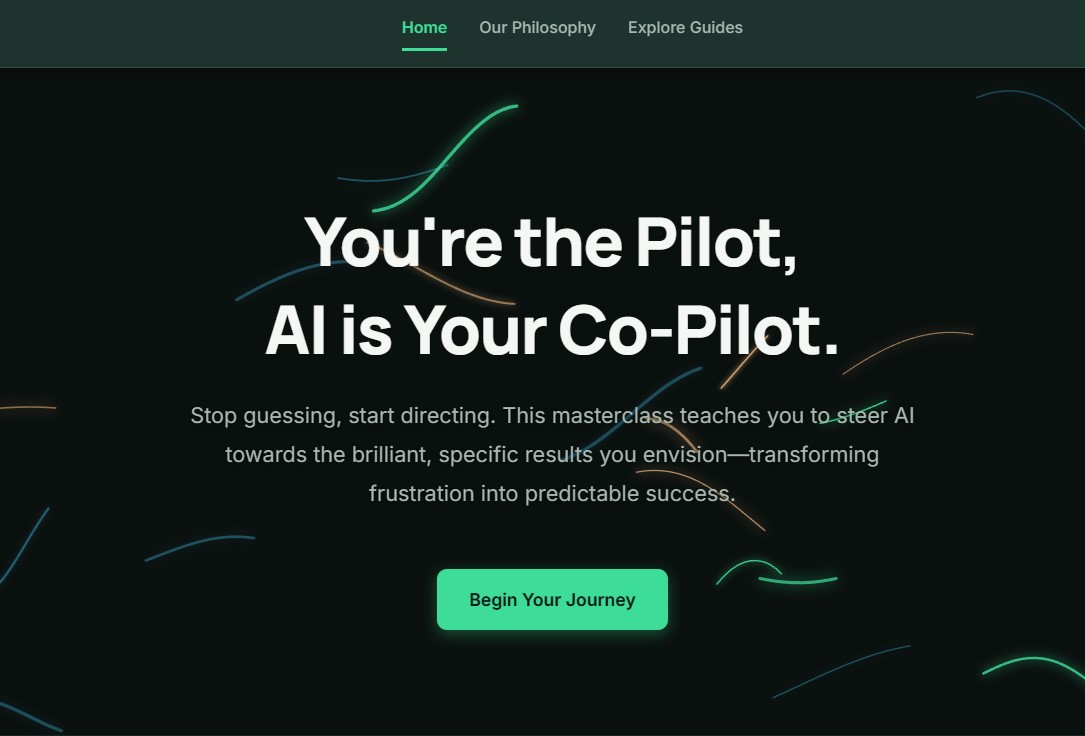 Home Our Philosophy Explore Guides
You're the Pilot,
AI is Your Co-Pilot.
Stop guessing, start directing. This masterclass teaches you to steer AI
towards the brilliant, specific results you envision—transforming
frustration into predictable success.
Begin Your Journey